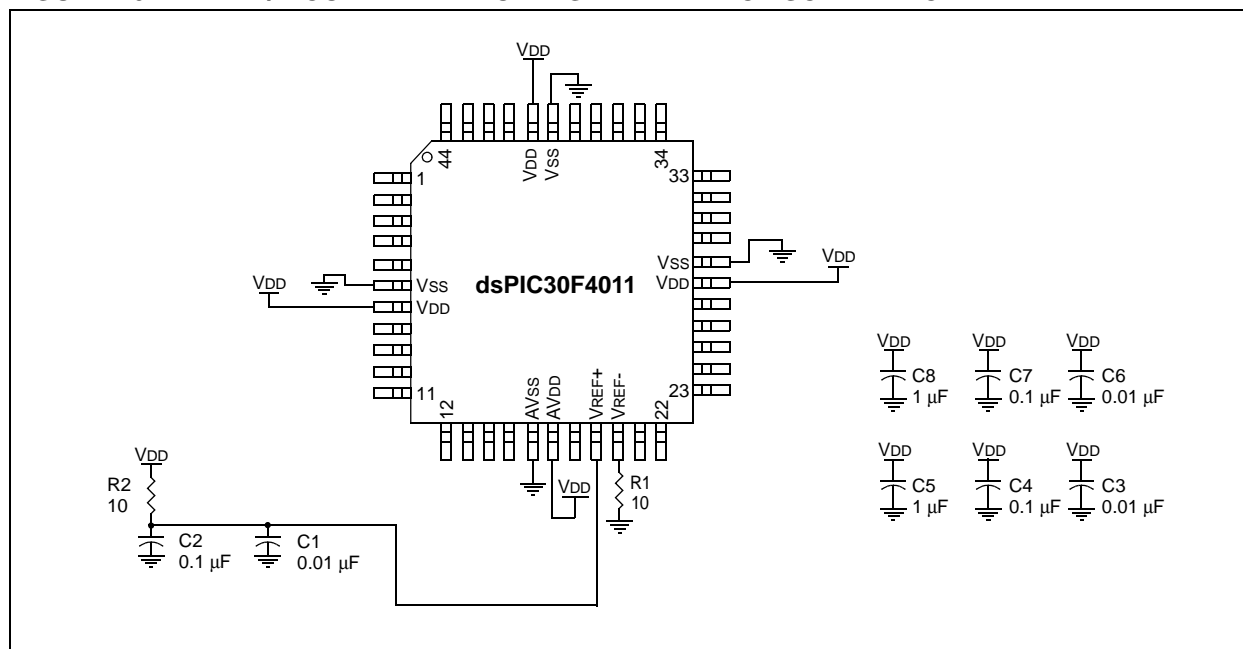 VDD
44
VDD
VSS
34
1
33
VSS
VDD
VDD
VSS
VDD
VDD
dsPIC30F4011
11
23
12
AVSS
AVDD
VREF+
VREF-
22
VDD
R2
10
VDD
R1
10
C2
0.1 µF
C1
0.01 µF
VDD
C8
1 µF
VDD
C7
0.1 µF
VDD
C6
0.01 µF
VDD
C5
1 µF
VDD
C4
0.1 µF
VDD
C3
0.01 µF